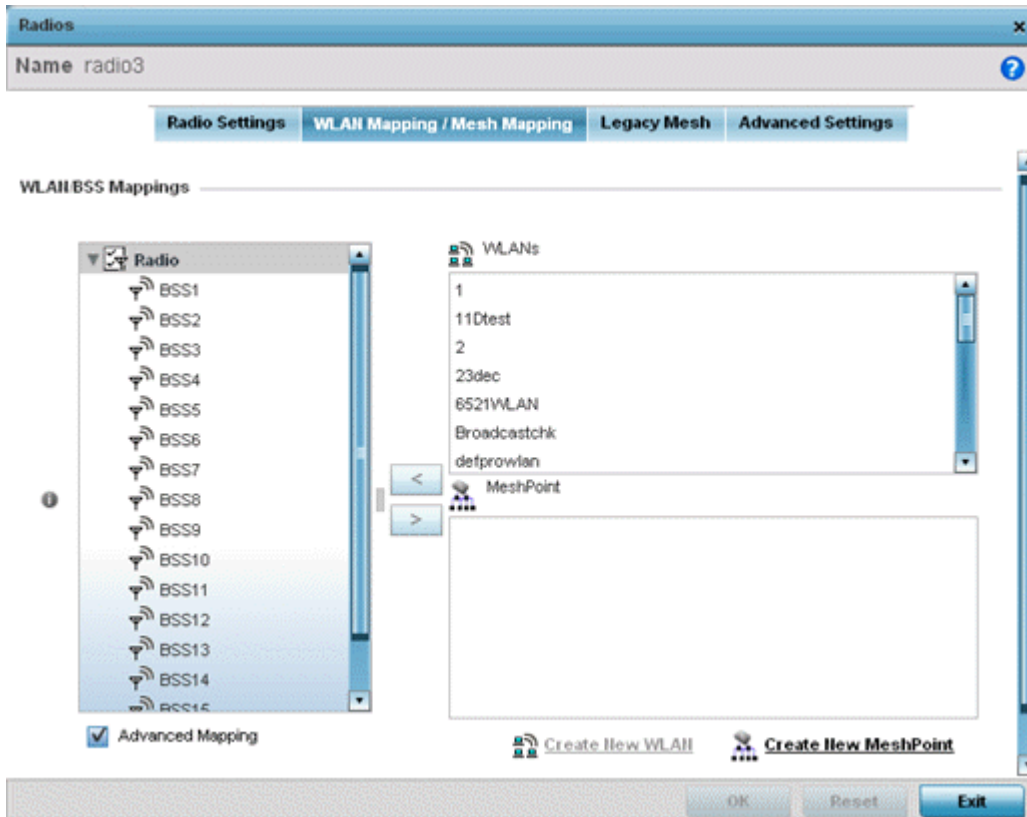 Radios
Name radio3
Radio Settings
WLAN Mapping / Mesh Mapping
Legacy Mesh
Advanced Settings
WLAN/BSS Mappings
Radio
BSS1
BSS2
BSS3
BSS4
BSS5
BSS6
BSS7
BSS8
BSS9
BSS10
BSS11
BSS12
BSS13
BSS14
BSS15
Advanced Mapping
<
>
WLANs
1
11Dtest
2
23dec
6521WLAN
Broadcastchk
defprowlan
MeshPoint
Create New WLAN
Create New MeshPoint
OK
Reset
Exit